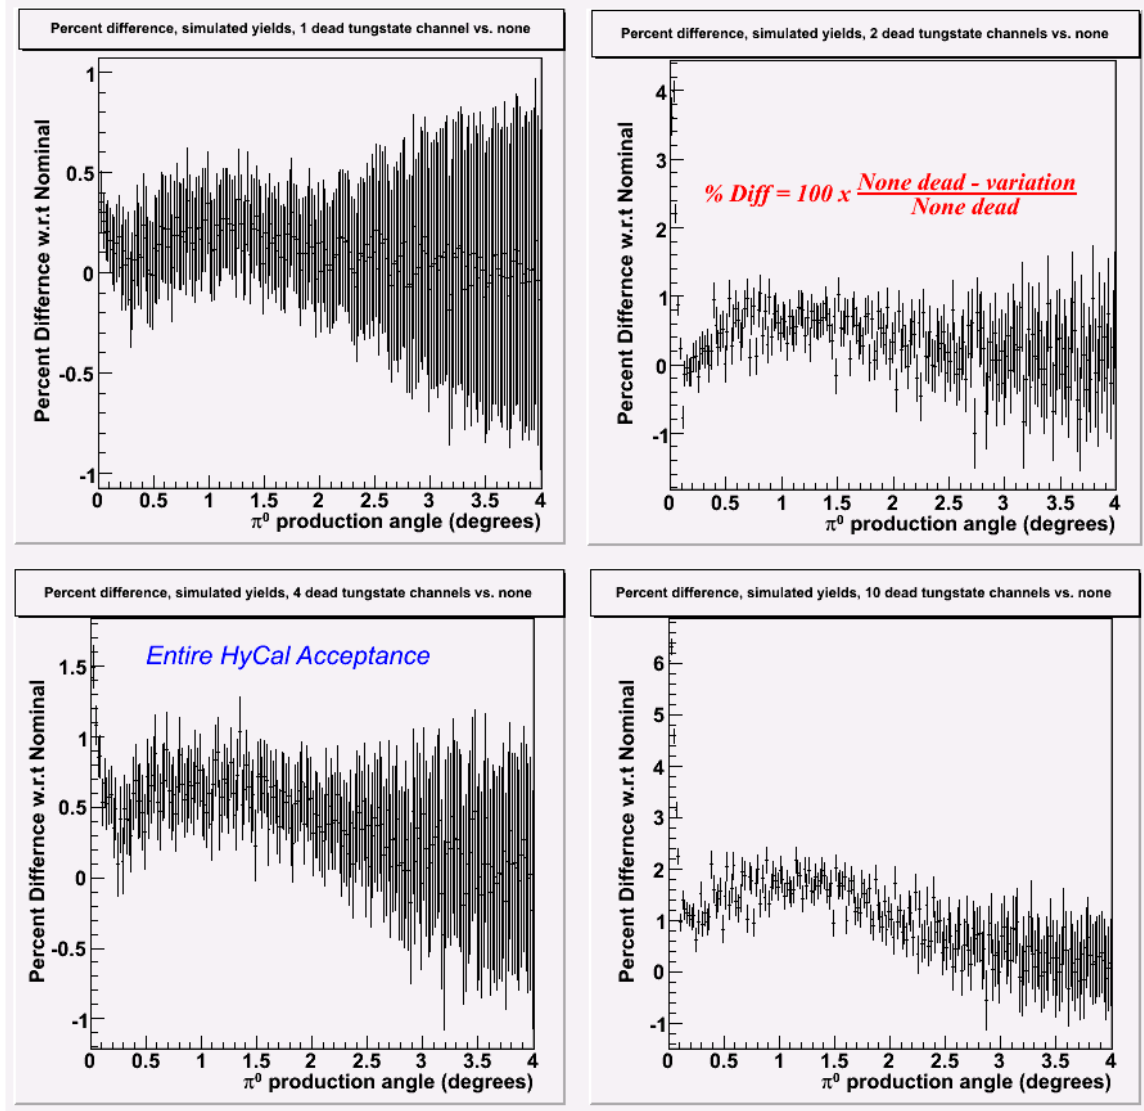 Percent difference, simulated yields, 1 dead tungstate channel vs. none
Percent Differnce w.r.t Nominal
1
0.5
0
-0.5
-1
0 0.5 1 1.5 2 2.5 3 3.5 4
π⁰ production angle (degrees)
Percent difference, simulated yields, 2 dead tungstate channels vs. none
Percent Differnce w.r.t Nominal
4
3
2
1
0
-1
% Diff = 100 x None dead - variation
None dead
0 0.5 1 1.5 2 2.5 3 3.5 4
π⁰ production angle (degrees)
Percent difference, simulated yields, 4 dead tungstate channels vs. none
Entire HyCal Acceptance
Percent Differnce w.r.t Nominal
1.5
1
0.5
0
-0.5
-1
0 0.5 1 1.5 2 2.5 3 3.5 4
π⁰ production angle (degrees)
Percent difference, simulated yields, 10 dead tungstate channels vs. none
Percent Differnce w.r.t Nominal
6
5
4
3
2
1
0
-1
0 0.5 1 1.5 2 2.5 3 3.5 4
π⁰ production angle (degrees)